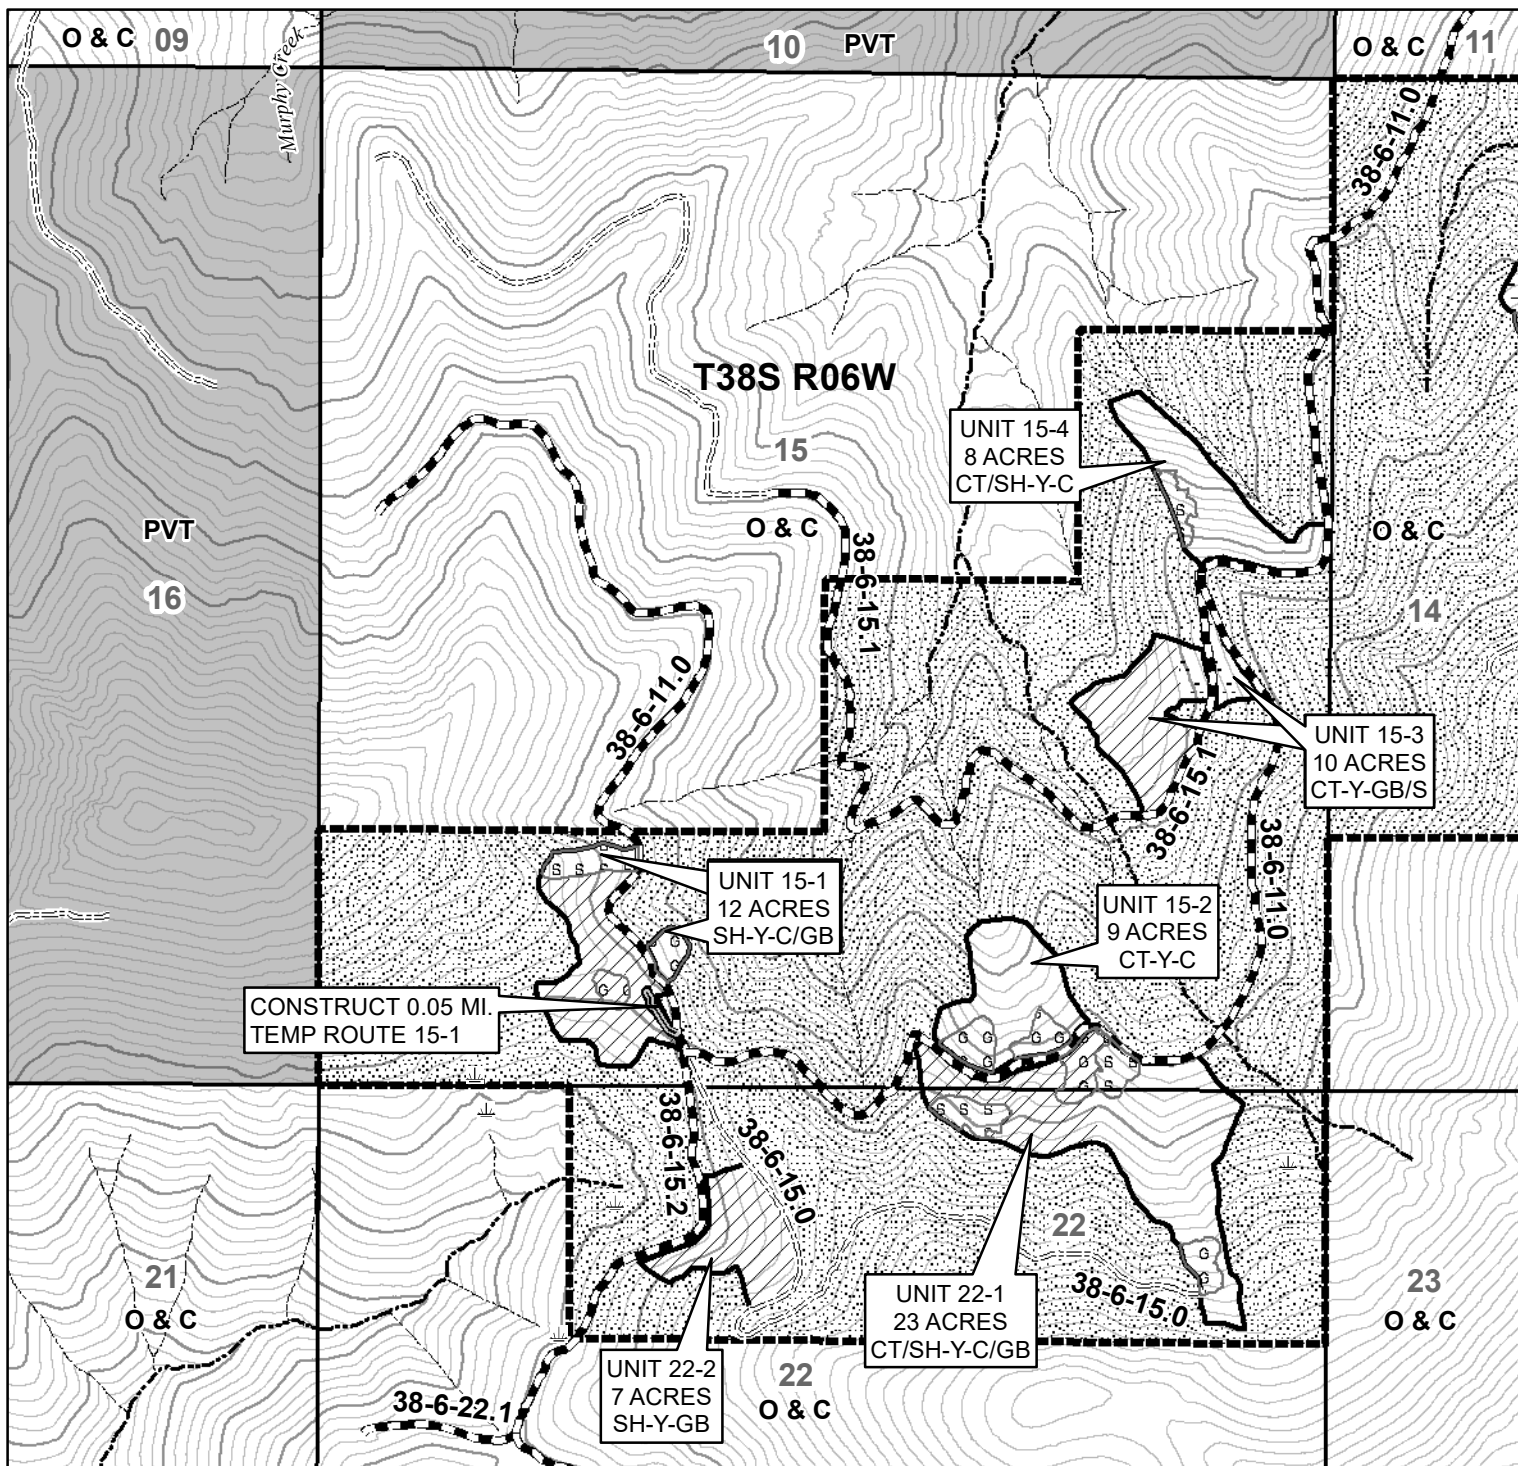 O & C 09
Murphy Creek
10 PVT
O & C 11
38-6-11.0
T38S R06W
15
O & C
UNIT 15-4
8 ACRES
CT/SH-Y-C
S
O & C
14
PVT
16
38-6-15.1
38-6-11.0
UNIT 15-3
10 ACRES
CT-Y-GB/S
38-6-15.1
38-6-11.0
S S S
UNIT 15-1
12 ACRES
SH-Y-C/GB
G
G
G
UNIT 15-2
9 ACRES
CT-Y-C
CONSTRUCT 0.05 MI.
TEMP ROUTE 15-1
G G G G
G G
S
G S S
G S
S S S
S S
38-6-15.2
38-6-15.0
22
G
G
38-6-15.0
21
O & C
UNIT 22-1
23 ACRES
CT/SH-Y-C/GB
23
O & C
UNIT 22-2
7 ACRES
SH-Y-GB
22
O & C
38-6-22.1